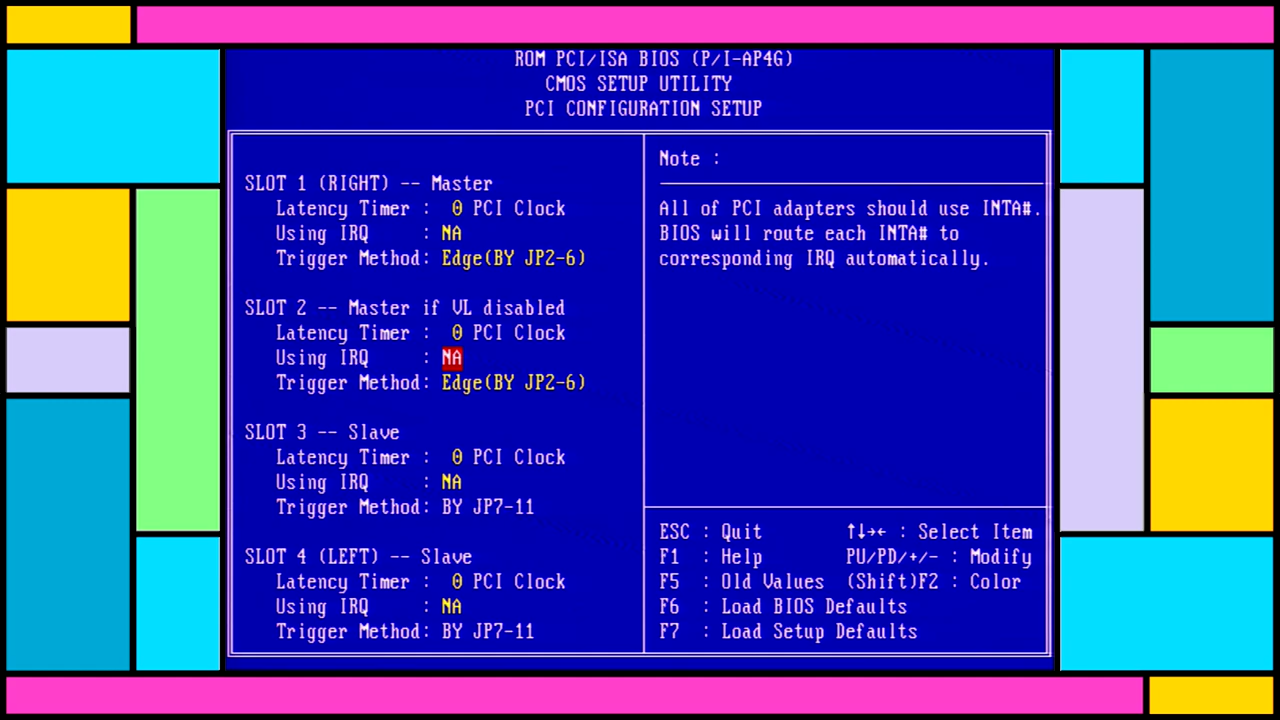 ROM PCI/ISA BIOS (P/I-AP4G)
CMOS SETUP UTILITY
PCI CONFIGURATION SETUP
SLOT 1 (RIGHT) -- Master
Latency Timer : 0 PCI Clock
Using IRQ : NA
Trigger Method: Edge(BY JP2-6)
SLOT 2 -- Master if VL disabled
Latency Timer : 0 PCI Clock
Using IRQ : NA
Trigger Method: Edge(BY JP2-6)
SLOT 3 -- Slave
Latency Timer : 0 PCI Clock
Using IRQ : NA
Trigger Method: BY JP7-11
SLOT 4 (LEFT) -- Slave
Latency Timer : 0 PCI Clock
Using IRQ : NA
Trigger Method: BY JP7-11
Note :
All of PCI adapters should use INTA#.
BIOS will route each INTA# to
corresponding IRQ automatically.
ESC : Quit ↑↓→← : Select Item
F1 : Help PU/PD/+/- : Modify
F5 : Old Values (Shift)F2 : Color
F6 : Load BIOS Defaults
F7 : Load Setup Defaults